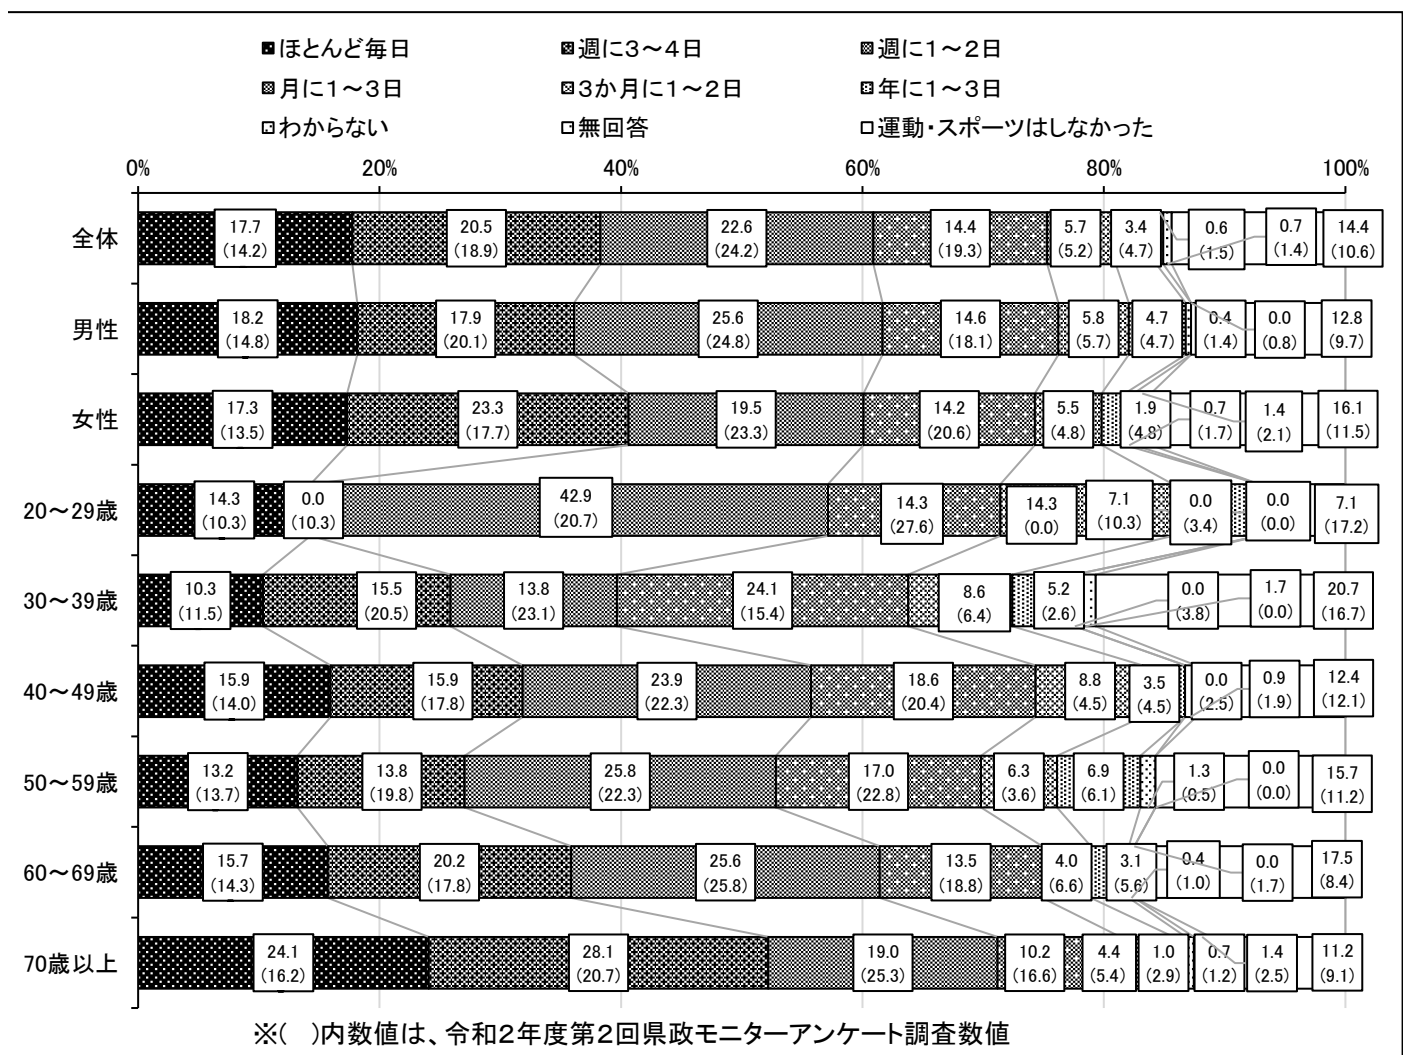 ほとんど毎日 週に3～4日 週に1～2日
月に1～3日 3か月に1～2日 年に1～3日
わからない 無回答 運動・スポーツはしなかった
0% 20% 40% 60% 80% 100%
全体 17.7 20.5 22.6 14.4 5.7 3.4 0.6 0.7 14.4
(14.2) (18.9) (24.2) (19.3) (5.2) (4.7) (1.5) (1.4) (10.6)
男性 18.2 17.9 25.6 14.6 5.8 4.7 0.4 0.0 12.8
(14.8) (20.1) (24.8) (18.1) (5.7) (4.7) (1.4) (0.8) (9.7)
女性 17.3 23.3 19.5 14.2 5.5 1.9 0.7 1.4 16.1
(13.5) (17.7) (23.3) (20.6) (4.8) (4.8) (1.7) (2.1) (11.5)
20～29歳 14.3 0.0 42.9 14.3 14.3 7.1 0.0 0.0 7.1
(10.3) (10.3) (20.7) (27.6) (0.0) (10.3) (3.4) (0.0) (17.2)
30～39歳 10.3 15.5 13.8 24.1 8.6 5.2 0.0 1.7 20.7
(11.5) (20.5) (23.1) (15.4) (6.4) (2.6) (3.8) (0.0) (16.7)
40～49歳 15.9 15.9 23.9 18.6 8.8 3.5 0.0 0.9 12.4
(14.0) (17.8) (22.3) (20.4) (4.5) (4.5) (2.5) (1.9) (12.1)
50～59歳 13.2 13.8 25.8 17.0 6.3 6.9 1.3 0.0 15.7
(13.7) (19.8) (22.3) (22.8) (3.6) (6.1) (0.5) (0.0) (11.2)
60～69歳 15.7 20.2 25.6 13.5 4.0 3.1 0.4 0.0 17.5
(14.3) (17.8) (25.8) (18.8) (6.6) (5.6) (1.0) (1.7) (8.4)
70歳以上 24.1 28.1 19.0 10.2 4.4 1.0 0.7 1.4 11.2
(16.2) (20.7) (25.3) (16.6) (5.4) (2.9) (1.2) (2.5) (9.1)
※(　)内数値は、令和2年度第2回県政モニターアンケート調査数値